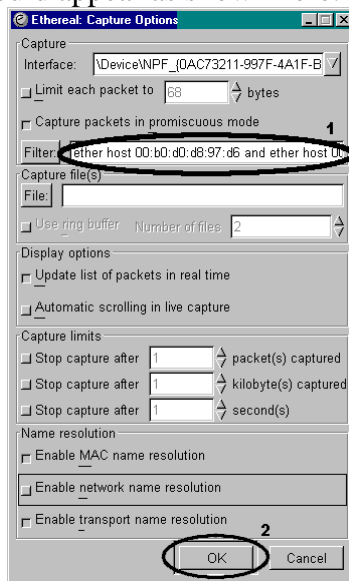 Ethereal: Capture Options
Capture
Interface: \Device\NPF_{0AC73211-997F-4A1F-B
Limit each packet to 68 bytes
Capture packets in promiscuous mode
1
Filter: ether host 00:b0:d0:d8:97:d6 and ether host
Capture file(s)
File:
Use ring buffer Number of files 2
Display options
Update list of packets in real time
Automatic scrolling in live capture
Capture limits
Stop capture after 1 packet(s) captured
Stop capture after 1 kilobyte(s) captured
Stop capture after 1 second(s)
Name resolution
Enable MAC name resolution
Enable network name resolution
Enable transport name resolution
2
OK Cancel